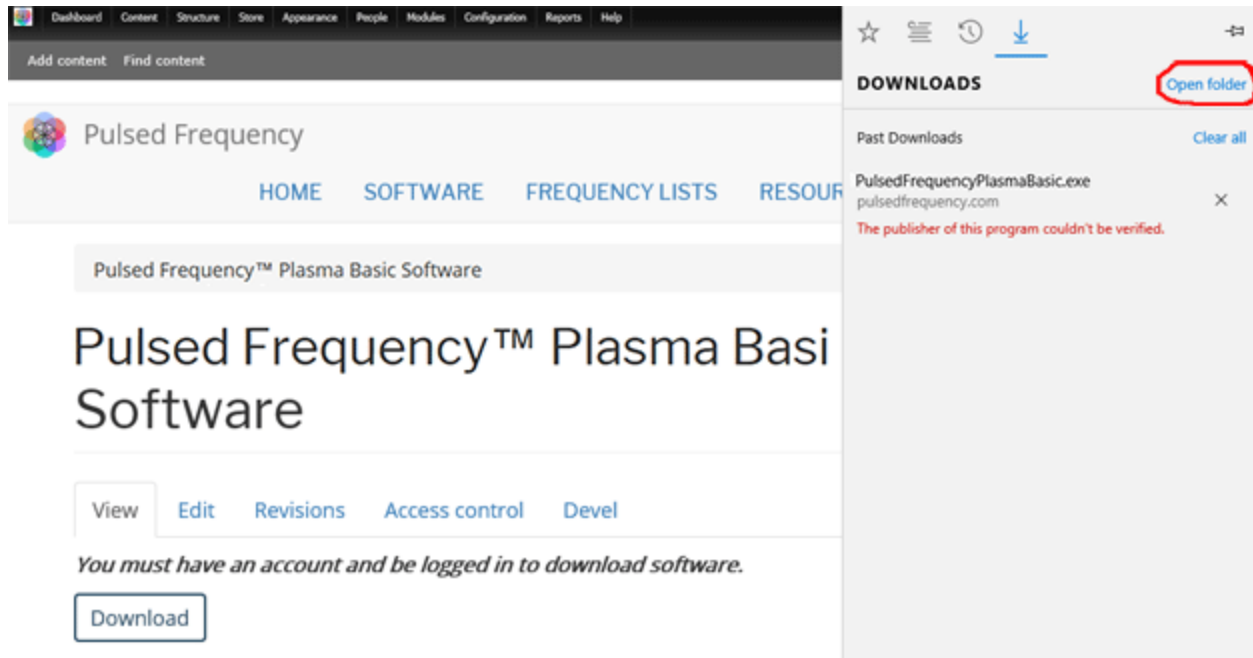 Dashboard Content Structure Store Appearance People Modules Configuration Reports Help
Add content Find content
Pulsed Frequency
HOME SOFTWARE FREQUENCY LISTS RESOUR
Pulsed Frequency™ Plasma Basic Software
Pulsed Frequency™ Plasma Basi
Software
View Edit Revisions Access control Devel
You must have an account and be logged in to download software.
Download
DOWNLOADS Open folder
Past Downloads Clear all
PulsedFrequencyPlasmaBasic.exe
pulsedfrequency.com
The publisher of this program couldn't be verified.